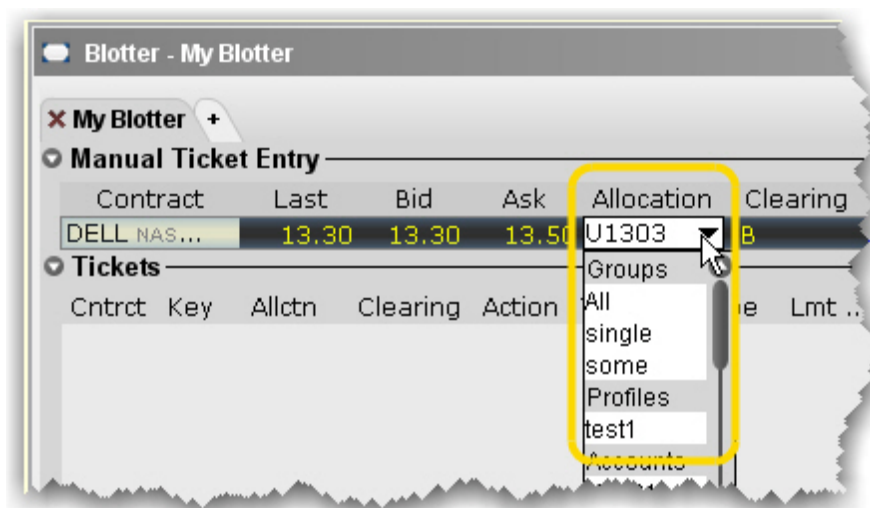 Blotter - My Blotter
My Blotter +
Manual Ticket Entry
Contract Last Bid Ask Allocation Clearing
DELL NAS... 13.30 13.30 13.50 U1303 B
Tickets Groups
Cntrct Key Allctn Clearing Action All Lmt ..
single
some
Profiles
test1
Accounts